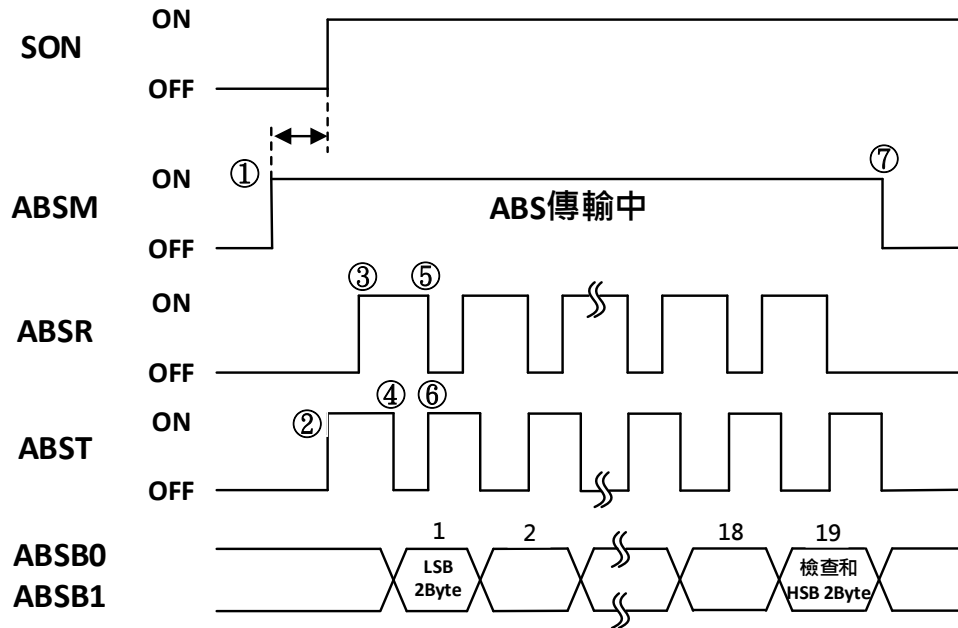 ON
SON
OFF
①
ON
⑦
ABSM
ABS傳輸中
OFF
③
⑤
ON
ABSR
OFF
④
⑥
ON
②
ABST
OFF
1
2
18
19
ABSB0
ABSB1
LSB
2Byte
檢查和
HSB 2Byte